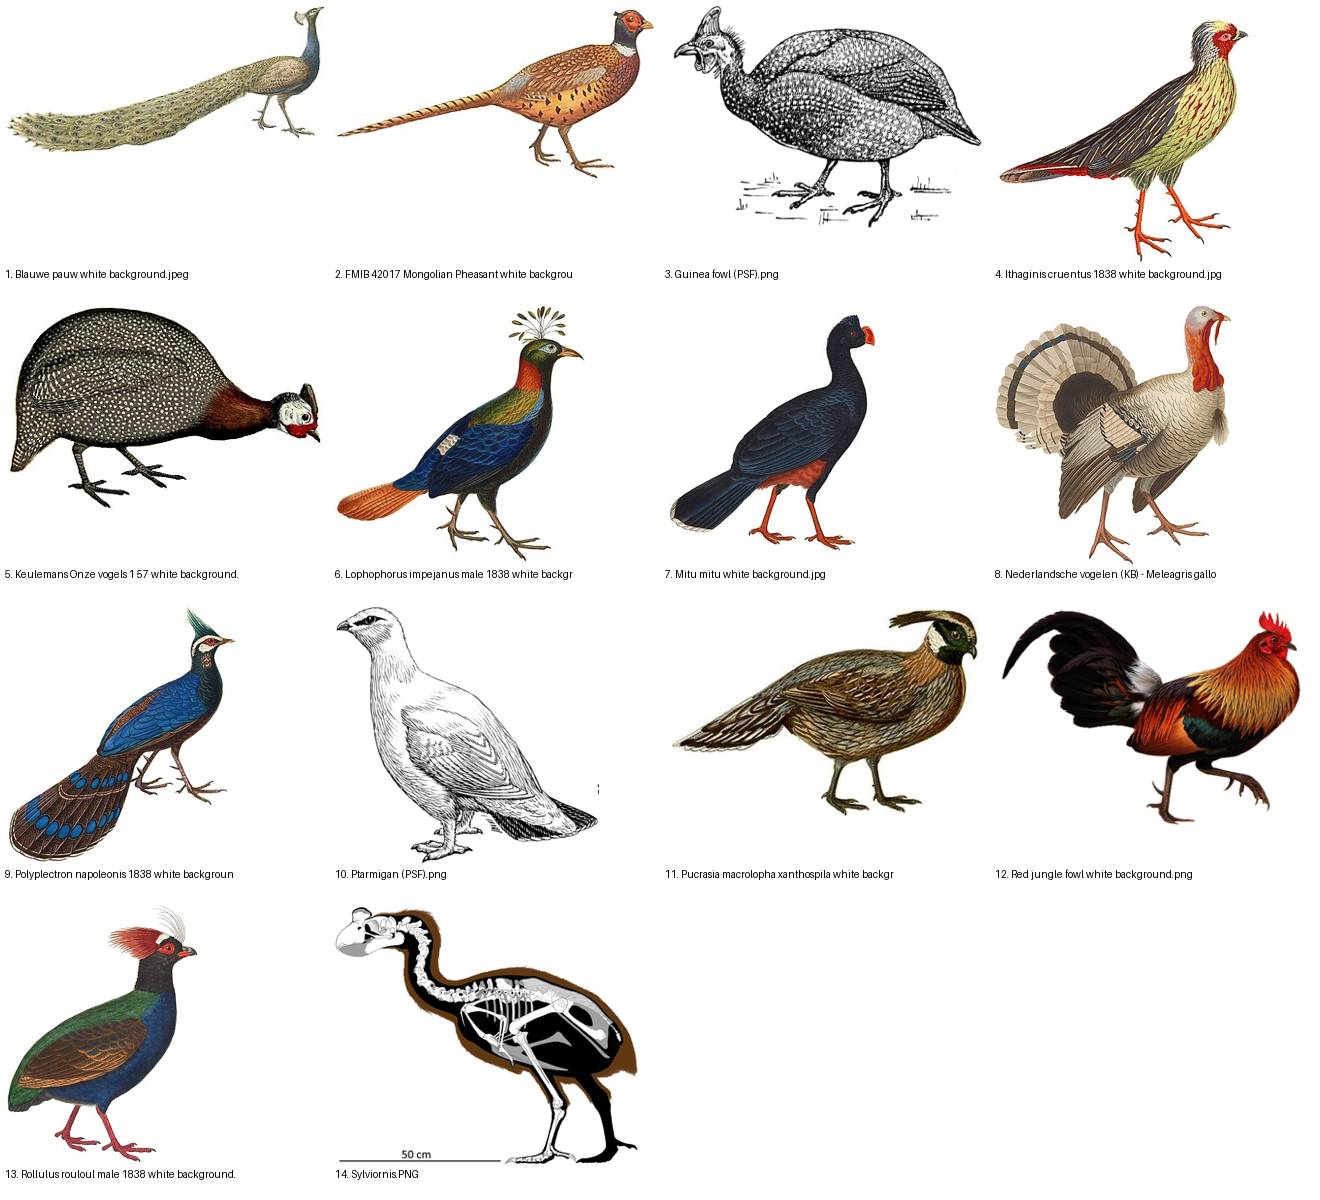 1. Blauwe pauw white background.jpeg
2. FMIB 42017 Mongolian Pheasant white backgrou
3. Guinea fowl (PSF).png
4. Ithaginis cruentus 1838 white background.jpg
5. Keulemans Onze vogels 1 57 white background.
6. Lophophorus impejanus male 1838 white backgr
7. Mitu mitu white background.jpg
8. Nederlandsche vogelen (KB) - Meleagris gallo
9. Polyplectron napoleonis 1838 white backgroun
10. Ptarmigan (PSF).png
11. Pucrasia macrolopha xanthospila white backgr
12. Red jungle fowl white background.png
50 cm
13. Rollulus rouloul male 1838 white background.
14. Sylviornis.PNG